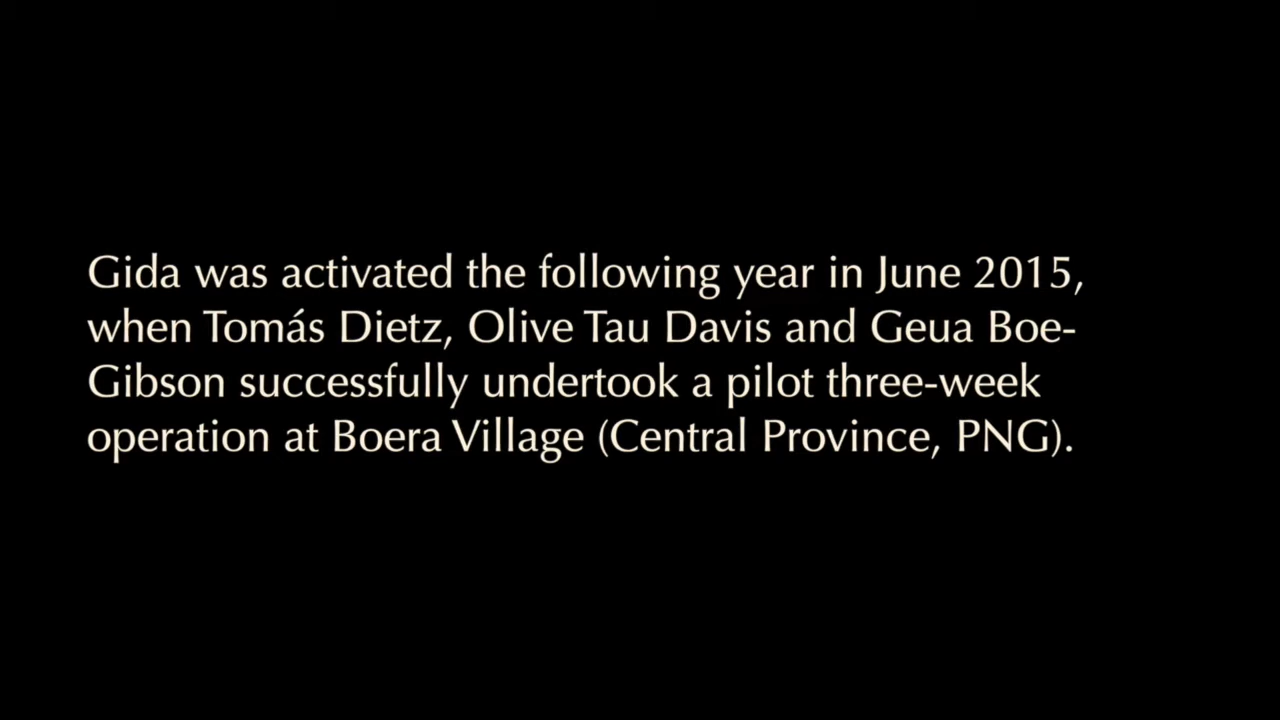 Gida was activated the following year in June 2015,
when Tomás Dietz, Olive Tau Davis and Geua Boe-
Gibson successfully undertook a pilot three-week
operation at Boera Village (Central Province, PNG).